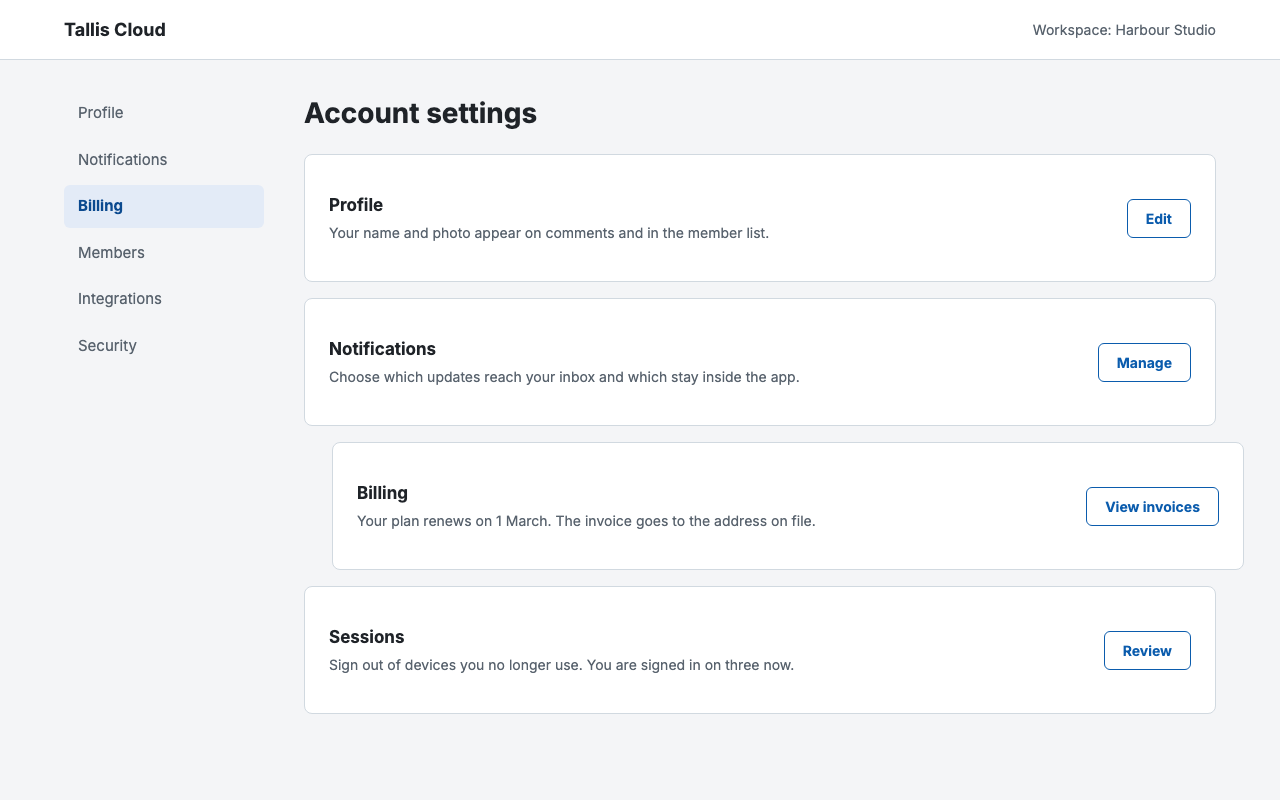 Tallis Cloud
Workspace: Harbour Studio
Profile
Notifications
Billing
Members
Integrations
Security
Account settings
Profile
Your name and photo appear on comments and in the member list.
Edit
Notifications
Choose which updates reach your inbox and which stay inside the app.
Manage
Billing
Your plan renews on 1 March. The invoice goes to the address on file.
View invoices
Sessions
Sign out of devices you no longer use. You are signed in on three now.
Review